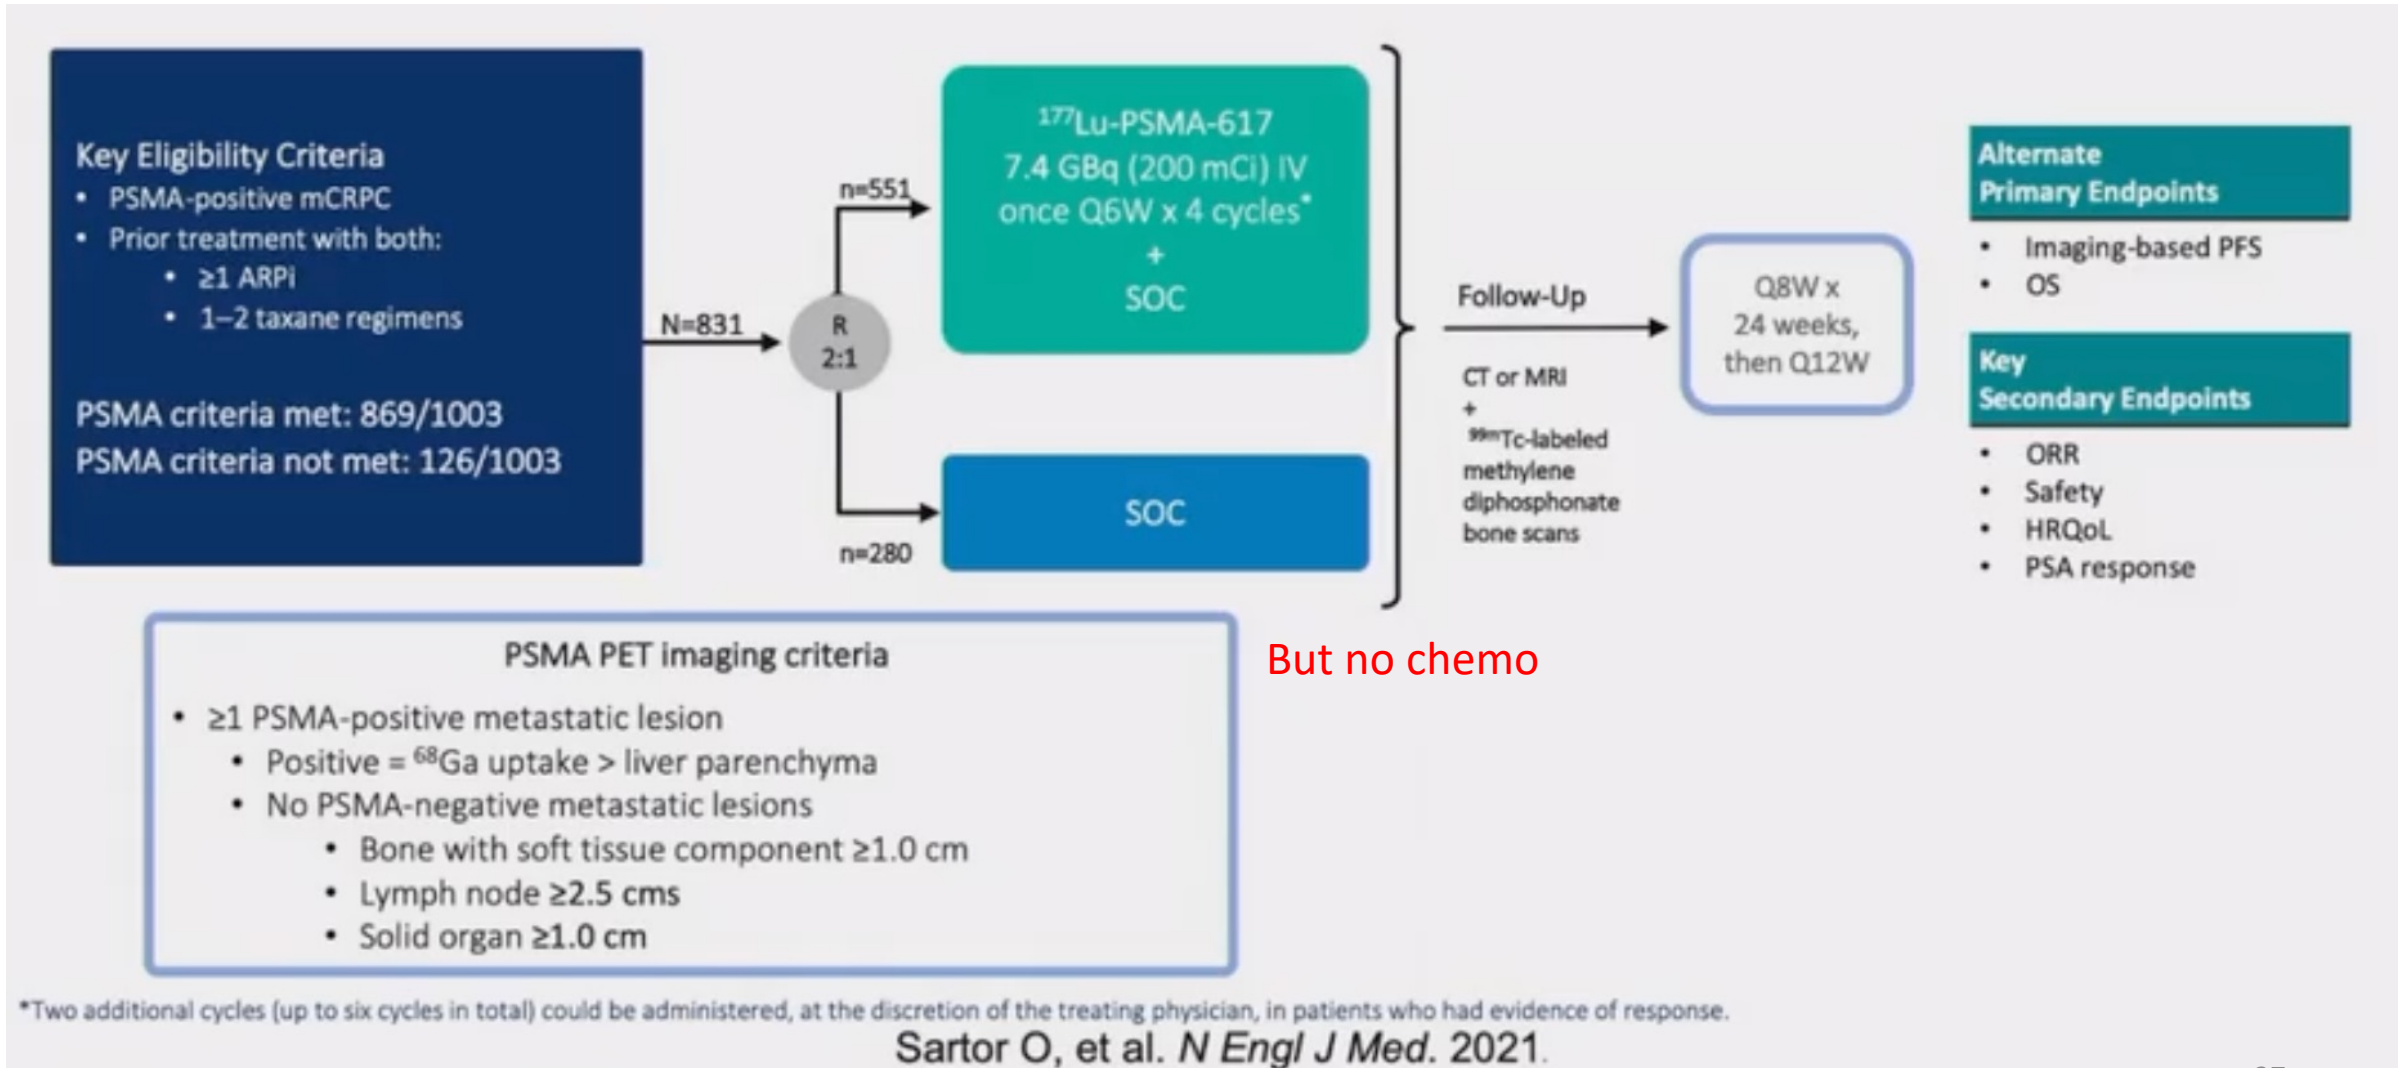 Key Eligibility Criteria
• PSMA-positive mCRPC
• Prior treatment with both:
• ≥1 ARPi
• 1–2 taxane regimens
PSMA criteria met: 869/1003
PSMA criteria not met: 126/1003
N=831
R
2:1
n=551
n=280
¹⁷⁷Lu-PSMA-617
7.4 GBq (200 mCi) IV
once Q6W x 4 cycles*
+
SOC
SOC
Follow-Up
CT or MRI
+
⁹⁹ᵐTc-labeled
methylene
diphosphonate
bone scans
Q8W x
24 weeks,
then Q12W
Alternate
Primary Endpoints
• Imaging-based PFS
• OS
Key
Secondary Endpoints
• ORR
• Safety
• HRQoL
• PSA response
PSMA PET imaging criteria
• ≥1 PSMA-positive metastatic lesion
• Positive = ⁶⁸Ga uptake > liver parenchyma
• No PSMA-negative metastatic lesions
• Bone with soft tissue component ≥1.0 cm
• Lymph node ≥2.5 cms
• Solid organ ≥1.0 cm
But no chemo
*Two additional cycles (up to six cycles in total) could be administered, at the discretion of the treating physician, in patients who had evidence of response.
Sartor O, et al. N Engl J Med. 2021.